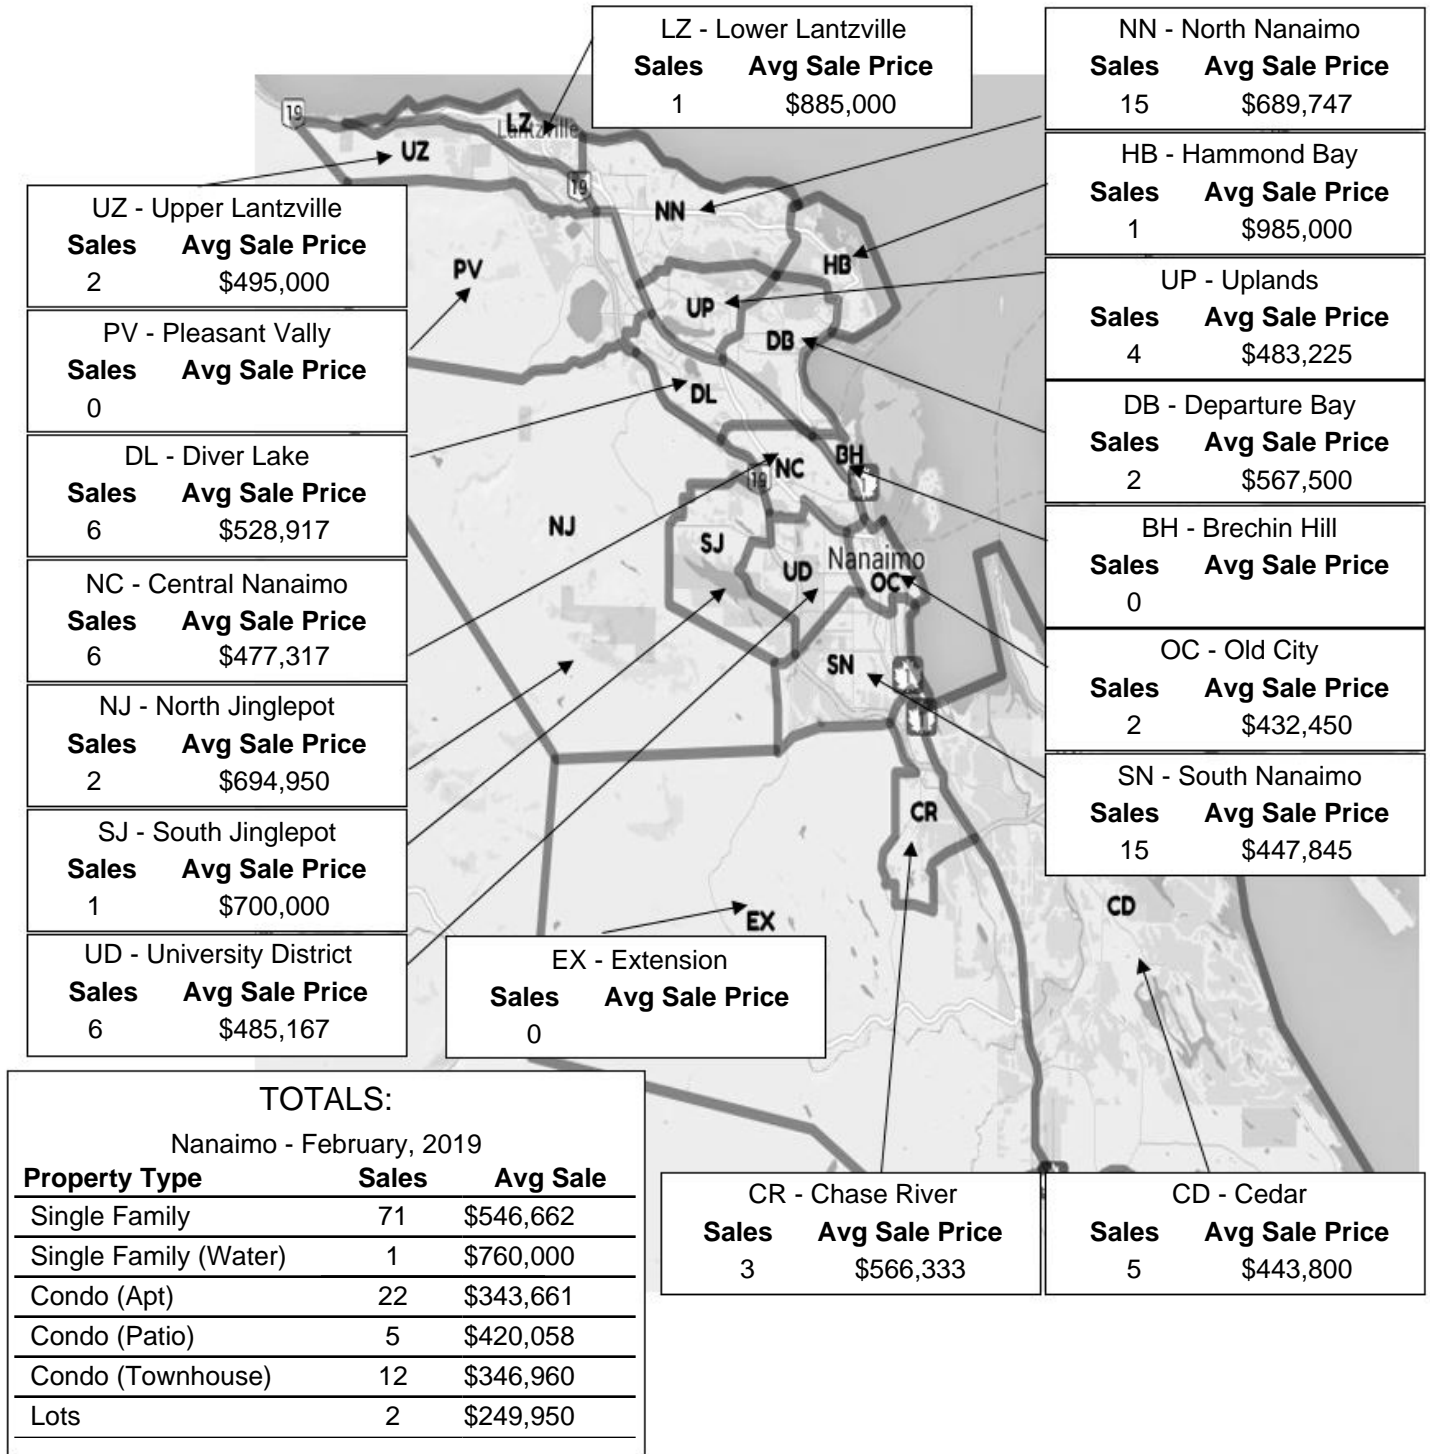 LZ - Lower Lantzville
Sales Avg Sale Price
1 $885,000
NN - North Nanaimo
Sales Avg Sale Price
15 $689,747
HB - Hammond Bay
Sales Avg Sale Price
1 $985,000
UP - Uplands
Sales Avg Sale Price
4 $483,225
DB - Departure Bay
Sales Avg Sale Price
2 $567,500
BH - Brechin Hill
Sales Avg Sale Price
0
OC - Old City
Sales Avg Sale Price
2 $432,450
SN - South Nanaimo
Sales Avg Sale Price
15 $447,845
UZ - Upper Lantzville
Sales Avg Sale Price
2 $495,000
PV - Pleasant Vally
Sales Avg Sale Price
0
DL - Diver Lake
Sales Avg Sale Price
6 $528,917
NC - Central Nanaimo
Sales Avg Sale Price
6 $477,317
NJ - North Jinglepot
Sales Avg Sale Price
2 $694,950
SJ - South Jinglepot
Sales Avg Sale Price
1 $700,000
UD - University District
Sales Avg Sale Price
6 $485,167
EX - Extension
Sales Avg Sale Price
0
CR - Chase River
Sales Avg Sale Price
3 $566,333
CD - Cedar
Sales Avg Sale Price
5 $443,800
19
LZ
Lantzville
UZ
19
NN
PV
HB
UP
DB
DL
BH
NC
19
1
NJ
SJ
Nanaimo
UD
OC
SN
1
CR
CD
EX
TOTALS:
Nanaimo - February, 2019
Property Type Sales Avg Sale
Single Family 71 $546,662
Single Family (Water) 1 $760,000
Condo (Apt) 22 $343,661
Condo (Patio) 5 $420,058
Condo (Townhouse) 12 $346,960
Lots 2 $249,950